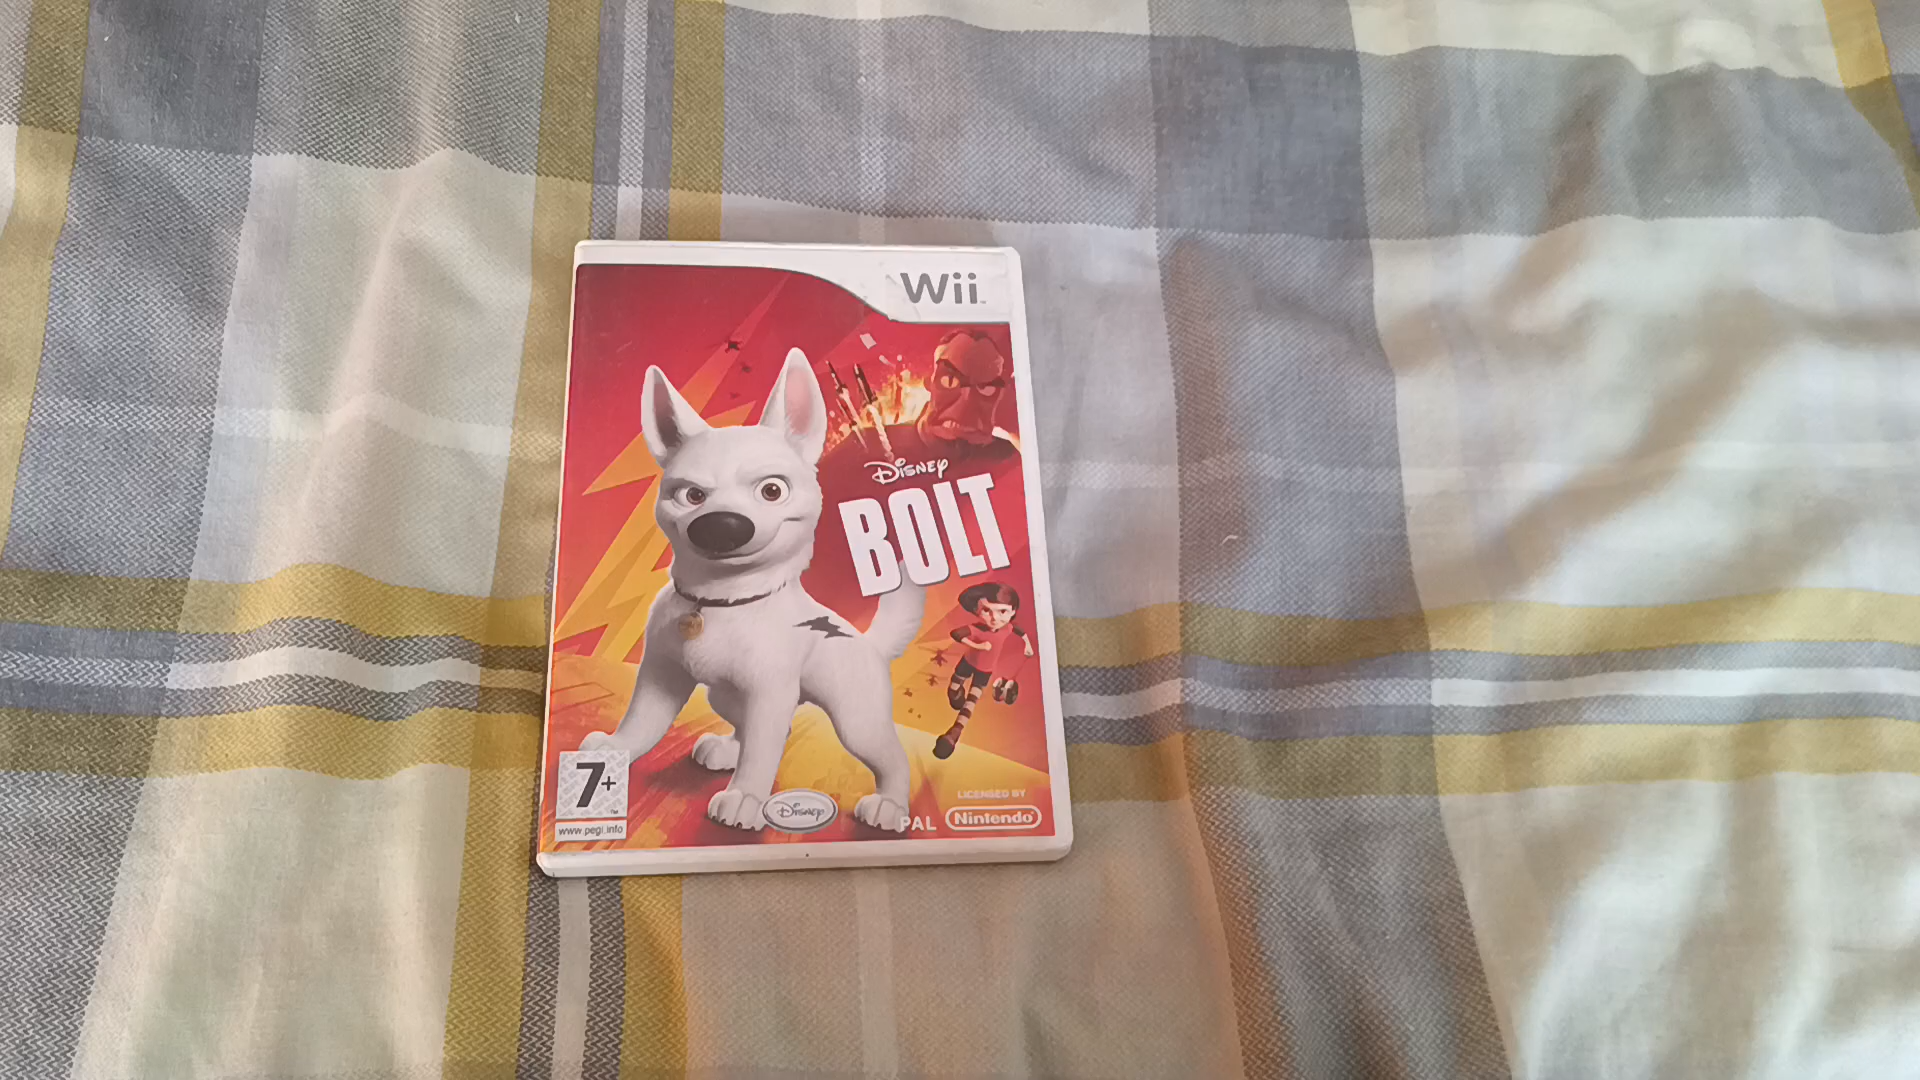 Wii
Disney
BOLT
7+
www.pegi.info
Disney
LICENSED BY
PAL Nintendo